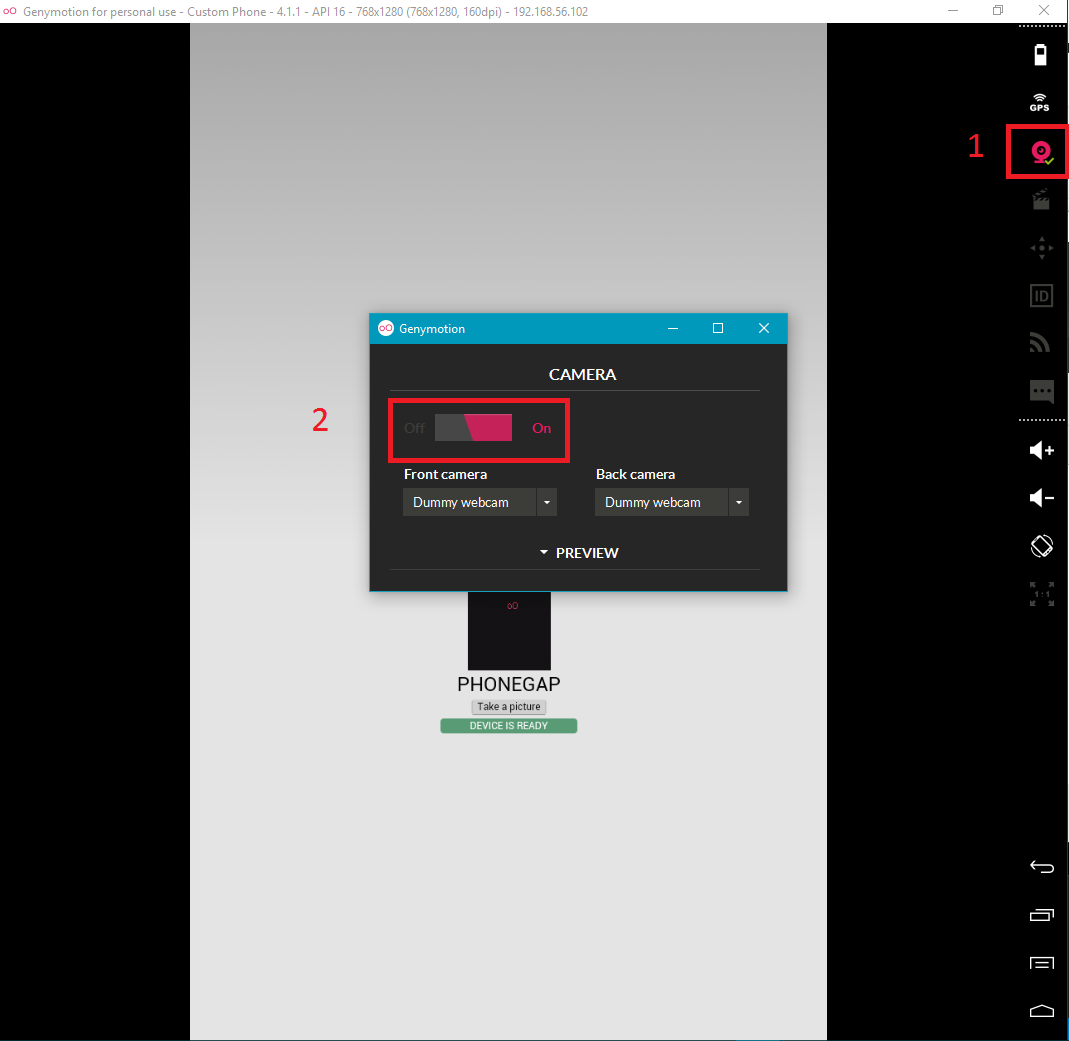 Genymotion for personal use - Custom Phone - 4.1.1 - API 16 - 768x1280 (768x1280, 160dpi) - 192.168.56.102
GPS
1
ID
Genymotion
CAMERA
2
Off On
Front camera Back camera
Dummy webcam Dummy webcam
PREVIEW
1:1
PHONEGAP
Take a picture
DEVICE IS READY